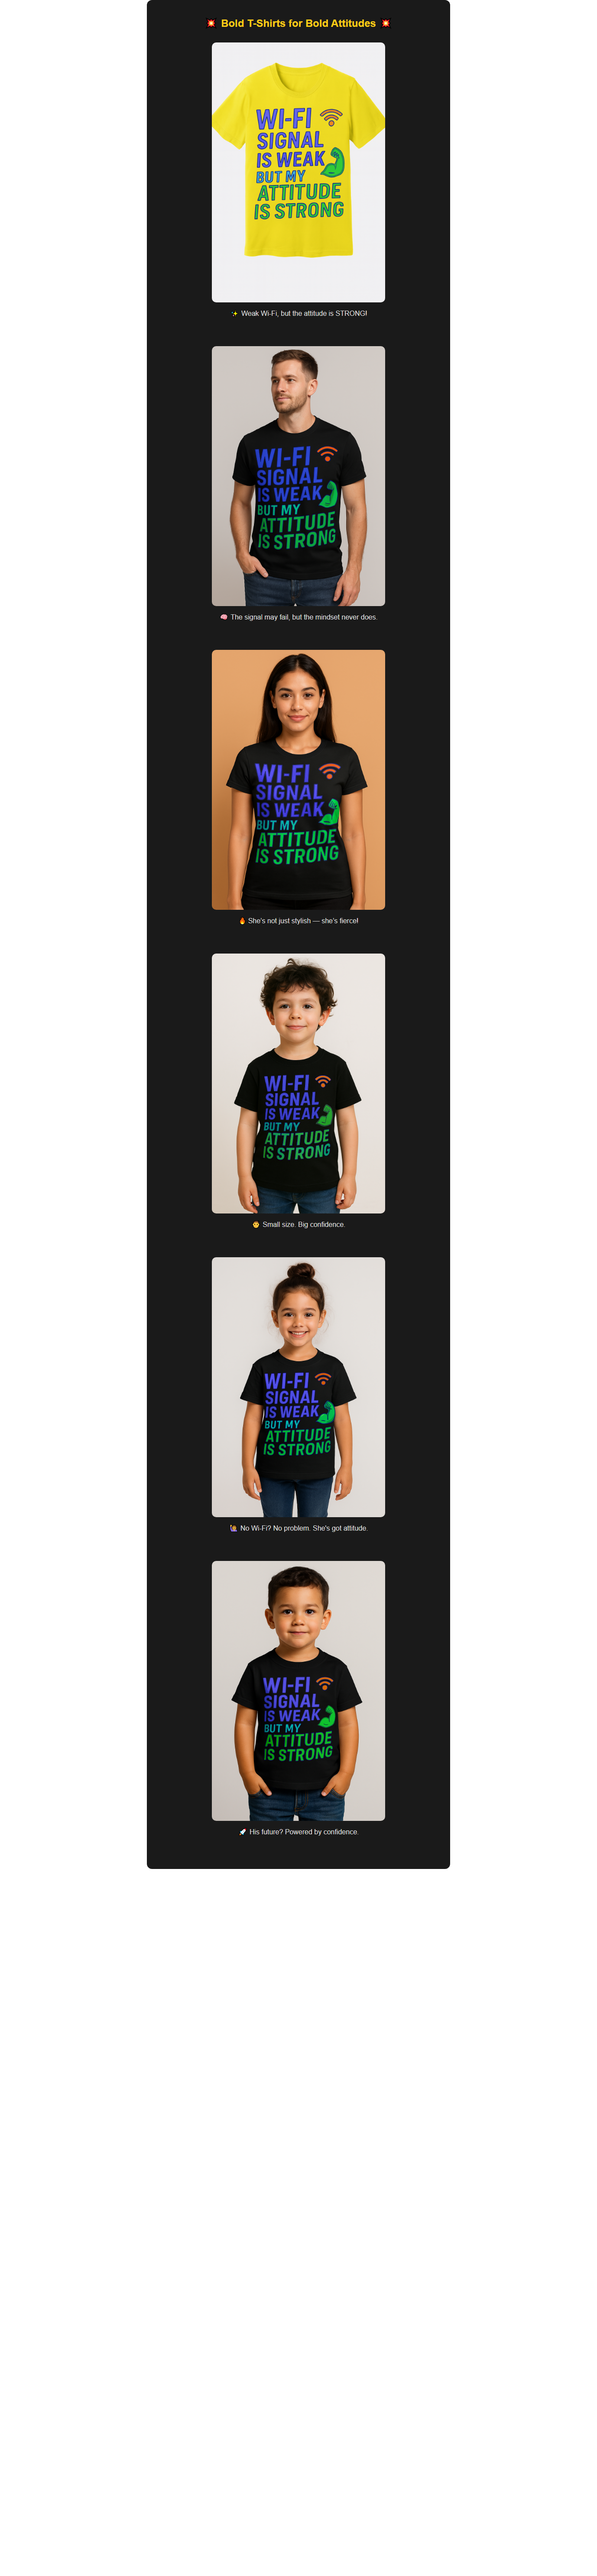 💥 Bold T-Shirts for Bold Attitudes 💥
WI-FI
SIGNAL
IS WEAK
BUT MY
ATTITUDE
IS STRONG
✨ Weak Wi-Fi, but the attitude is STRONG!
WI-FI
SIGNAL
IS WEAK
BUT MY
ATTITUDE
IS STRONG
🧠 The signal may fail, but the mindset never does.
WI-FI
SIGNAL
IS WEAK
BUT MY
ATTITUDE
IS STRONG
🔥 She's not just stylish — she's fierce!
WI-FI
SIGNAL
IS WEAK
BUT MY
ATTITUDE
IS STRONG
👶 Small size. Big confidence.
WI-FI
SIGNAL
IS WEAK
BUT MY
ATTITUDE
IS STRONG
🙋‍♀️ No Wi-Fi? No problem. She's got attitude.
WI-FI
SIGNAL
IS WEAK
BUT MY
ATTITUDE
IS STRONG
🚀 His future? Powered by confidence.